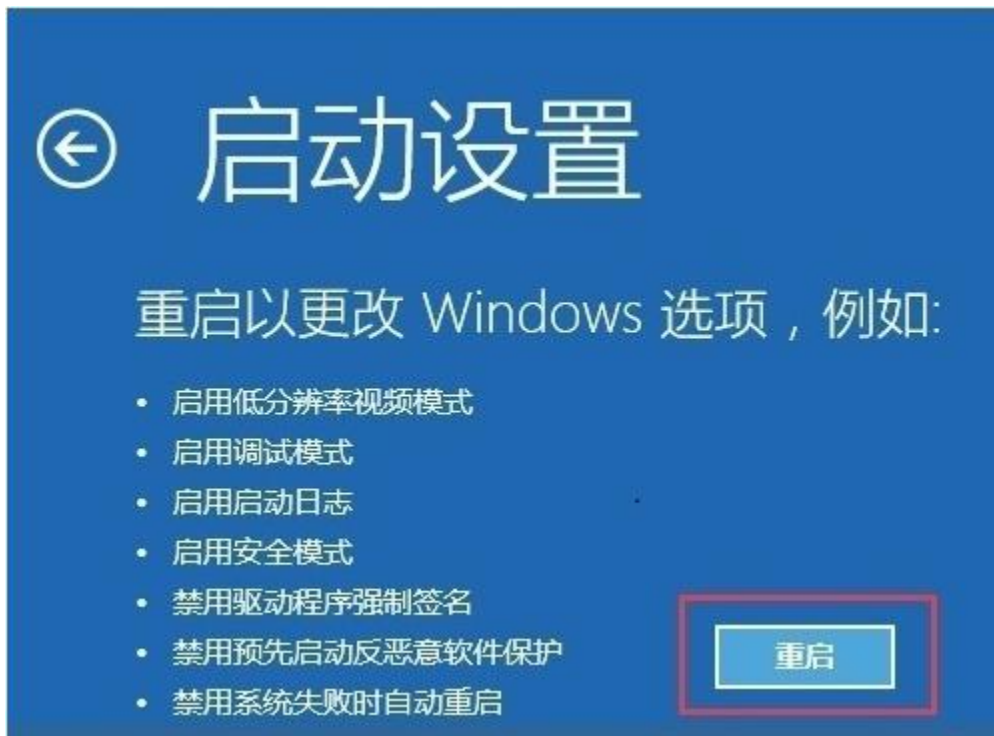 启动设置
重启以更改 Windows 选项，例如:
• 启用低分辨率视频模式
• 启用调试模式
• 启用启动日志
• 启用安全模式
• 禁用驱动程序强制签名
• 禁用预先启动反恶意软件保护
• 禁用系统失败时自动重启
重启